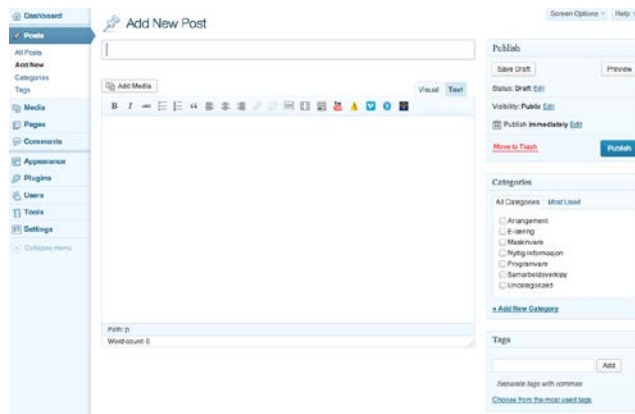 Dashboard
Posts
All Posts
Add New
Categories
Tags
Media
Pages
Comments
Appearance
Plugins
Users
Tools
Settings
Collapse menu
Screen Options
Help
Add New Post
Add Media
Visual
Text
B I
Path: p
Word count: 0
Publish
Save Draft
Preview
Status: Draft Edit
Visibility: Public Edit
Publish immediately Edit
Move to Trash
Publish
Categories
All Categories
Most Used
Arrangement
E-læring
Maskinvare
Nyttig informasjon
Programvare
Samarbeidsverktøy
Uncategorized
+ Add New Category
Tags
Add
Separate tags with commas
Choose from the most used tags